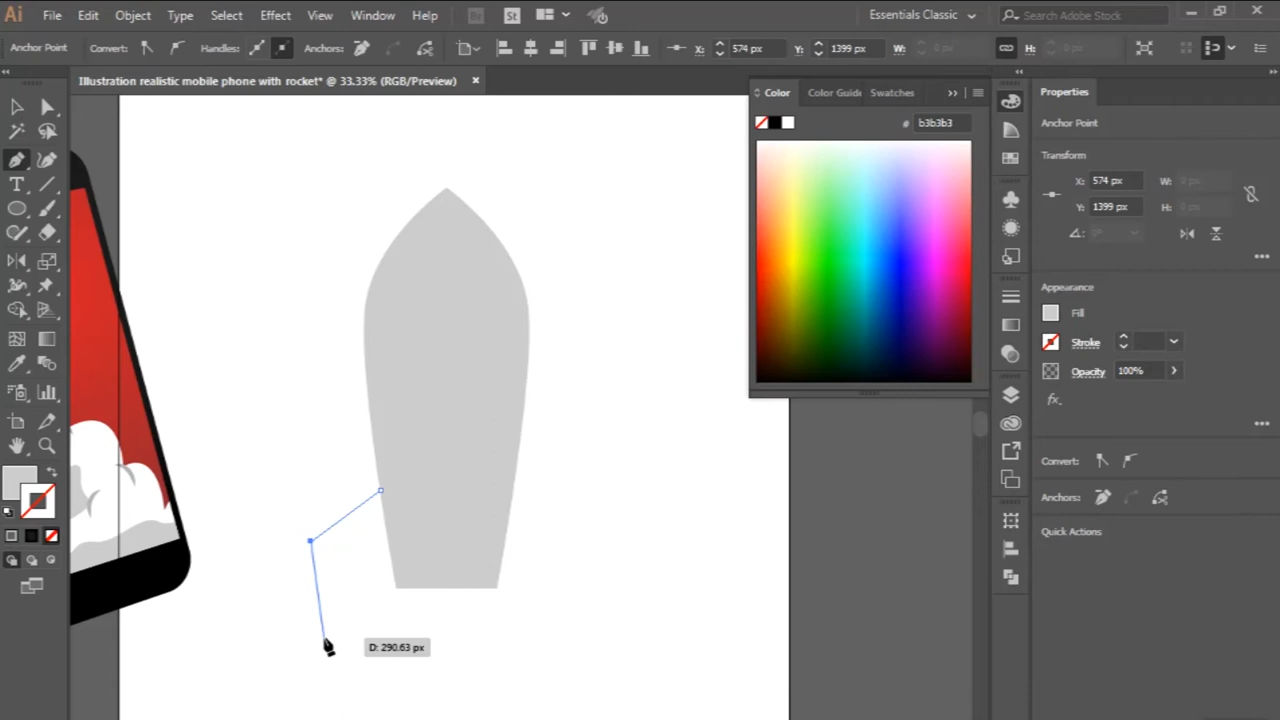 Ai File Edit Object Type Select Effect View Window Help Br St Essentials Classic Search Adobe Stock
Anchor Point Convert: Handles: Anchors: X: 574 px Y: 1399 px W: 0 px H: 0 px
Illustration realistic mobile phone with rocket* @ 33.33% (RGB/Preview) ×
Color Color Guide Swatches
# b3b3b3
Properties
Anchor Point
Transform
X: 574 px W: 0 px
Y: 1399 px H: 0 px
Appearance
Fill
Stroke
Opacity 100%
fx.
Convert:
Anchors:
Quick Actions
D: 290.63 px